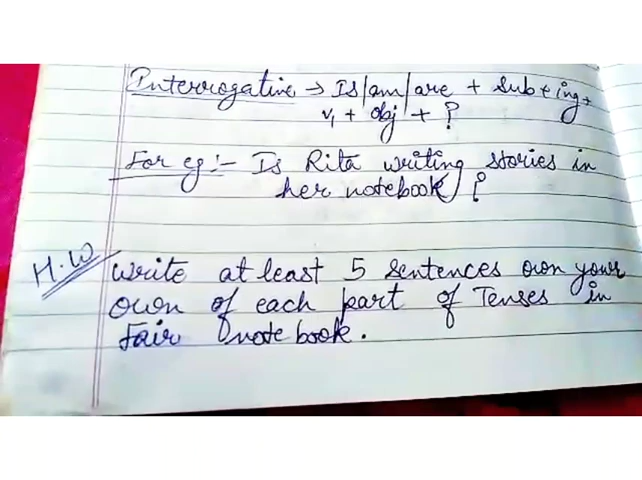 Interrogative → Is/am/are + sub + ing +
v₁ + obj + ?
For eg :- Is Rita writing stories in
her notebook ?
H.W Write at least 5 sentences own your
own of each part of Tenses in
fair notebook.